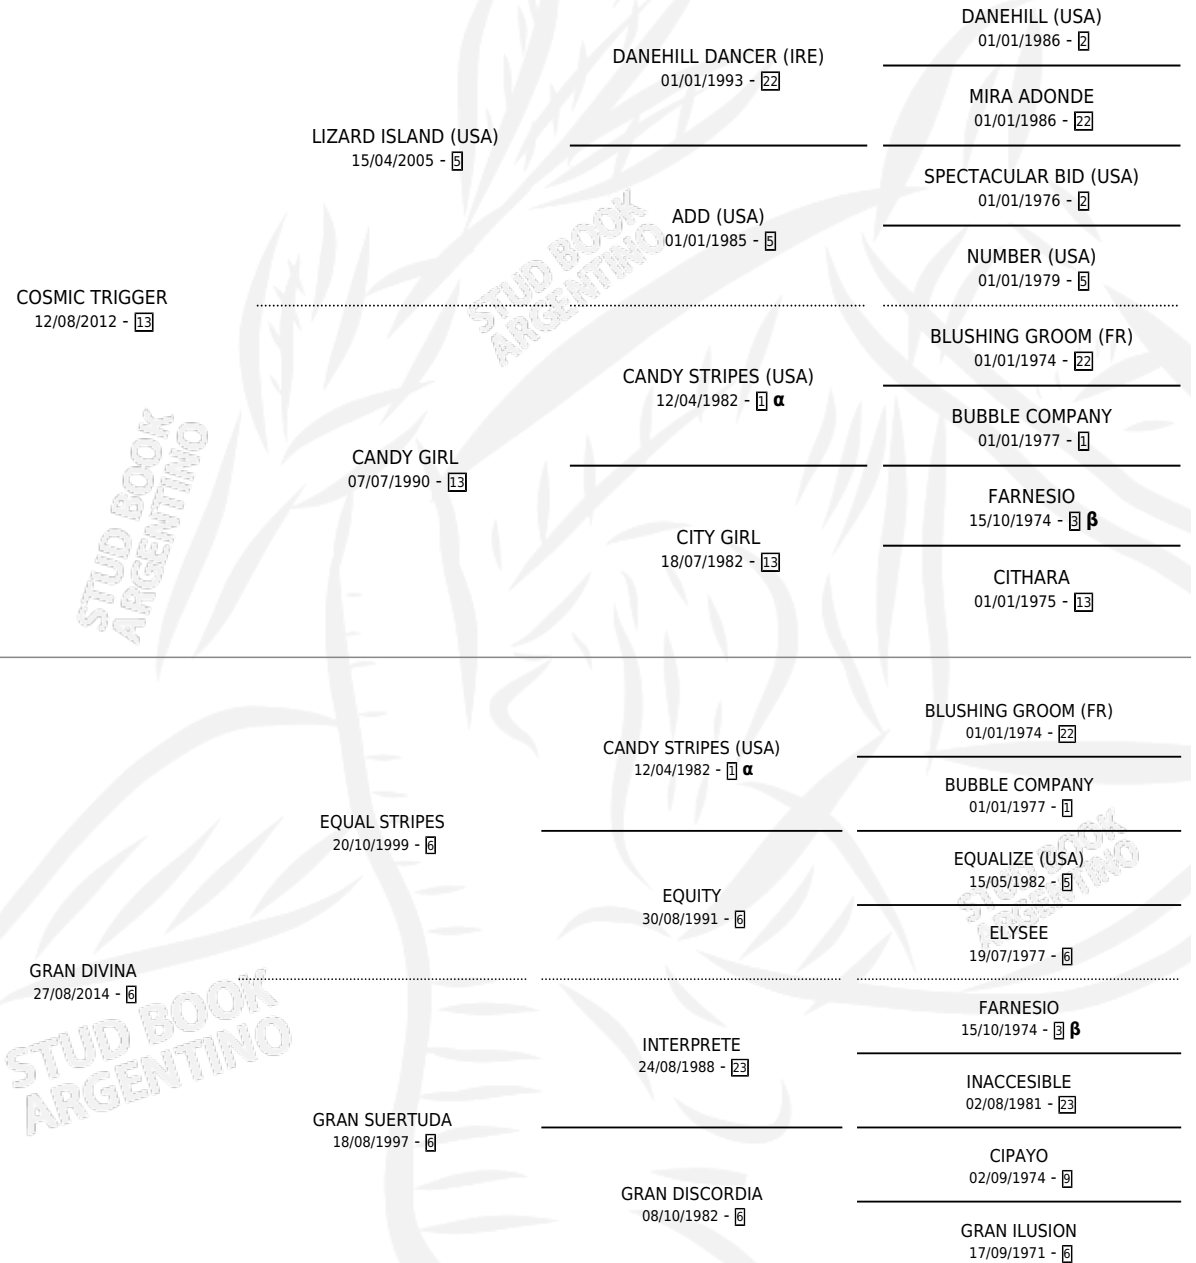 DANEHILL (USA)
01/01/1986 - 2
DANEHILL DANCER (IRE)
01/01/1993 - 22
MIRA ADONDE
01/01/1986 - 22
LIZARD ISLAND (USA)
15/04/2005 - 5
SPECTACULAR BID (USA)
01/01/1976 - 2
ADD (USA)
01/01/1985 - 5
NUMBER (USA)
01/01/1979 - 5
COSMIC TRIGGER
12/08/2012 - 13
BLUSHING GROOM (FR)
01/01/1974 - 22
CANDY STRIPES (USA)
12/04/1982 - 1 α
BUBBLE COMPANY
01/01/1977 - 1
CANDY GIRL
07/07/1990 - 13
FARNESIO
15/10/1974 - 3 β
CITY GIRL
18/07/1982 - 13
CITHARA
01/01/1975 - 13
BLUSHING GROOM (FR)
01/01/1974 - 22
CANDY STRIPES (USA)
12/04/1982 - 1 α
BUBBLE COMPANY
01/01/1977 - 1
EQUAL STRIPES
20/10/1999 - 6
EQUALIZE (USA)
15/05/1982 - 5
EQUITY
30/08/1991 - 6
ELYSEE
19/07/1977 - 6
GRAN DIVINA
27/08/2014 - 6
FARNESIO
15/10/1974 - 3 β
INTERPRETE
24/08/1988 - 23
INACCESIBLE
02/08/1981 - 23
GRAN SUERTUDA
18/08/1997 - 6
CIPAYO
02/09/1974 - 9
GRAN DISCORDIA
08/10/1982 - 6
GRAN ILUSION
17/09/1971 - 6
STUD BOOK
ARGENTINO
STUD BOOK
ARGENTINO
STUD BOOK
ARGENTINO
STUD BOOK
ARGENTINO